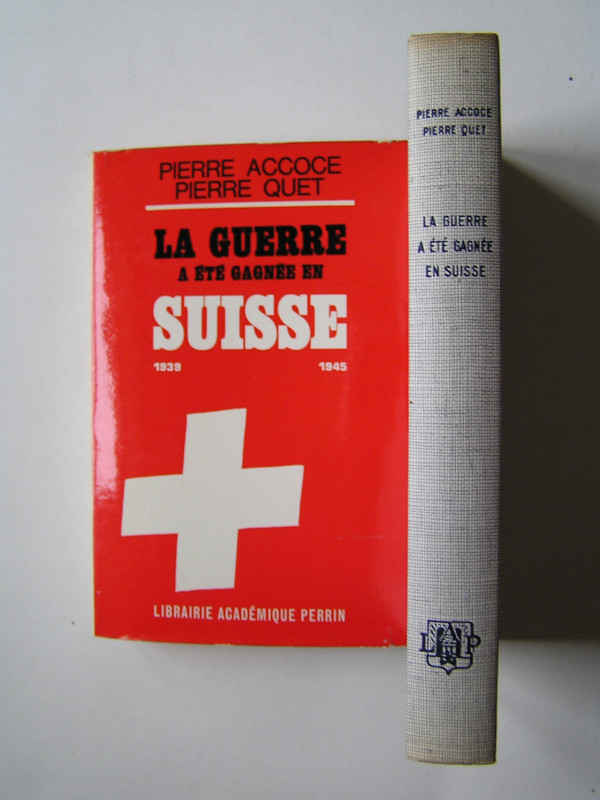 PIERRE ACCOCE
PIERRE QUET
LA GUERRE
A ÉTÉ GAGNÉE EN
SUISSE
1939 1945
LIBRAIRIE ACADÉMIQUE PERRIN
PIERRE ACCOCE
PIERRE QUET
LA GUERRE
A ÉTÉ GAGNÉE
EN SUISSE
LAP